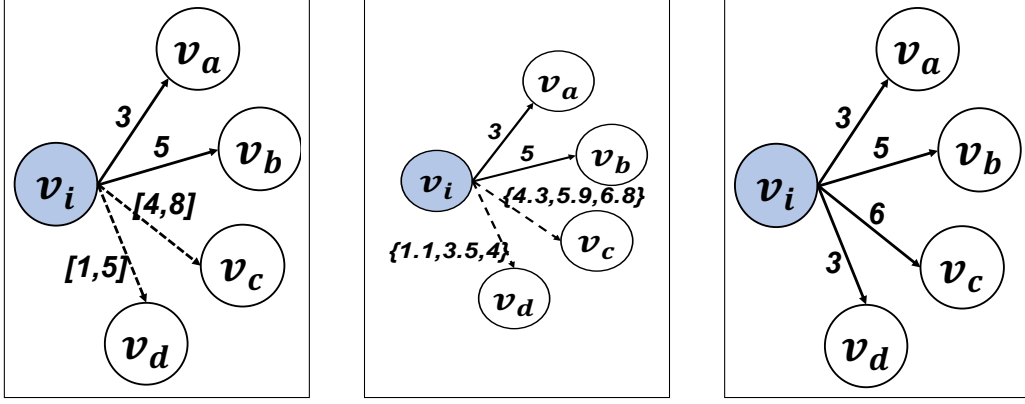 v_a
3
5
v_b
v_i
[4,8]
[1,5]
v_c
v_d
v_a
3
5
v_b
v_i
{4.3,5.9,6.8}
{1.1,3.5,4}
v_c
v_d
v_a
3
5
v_b
v_i
6
3
v_c
v_d